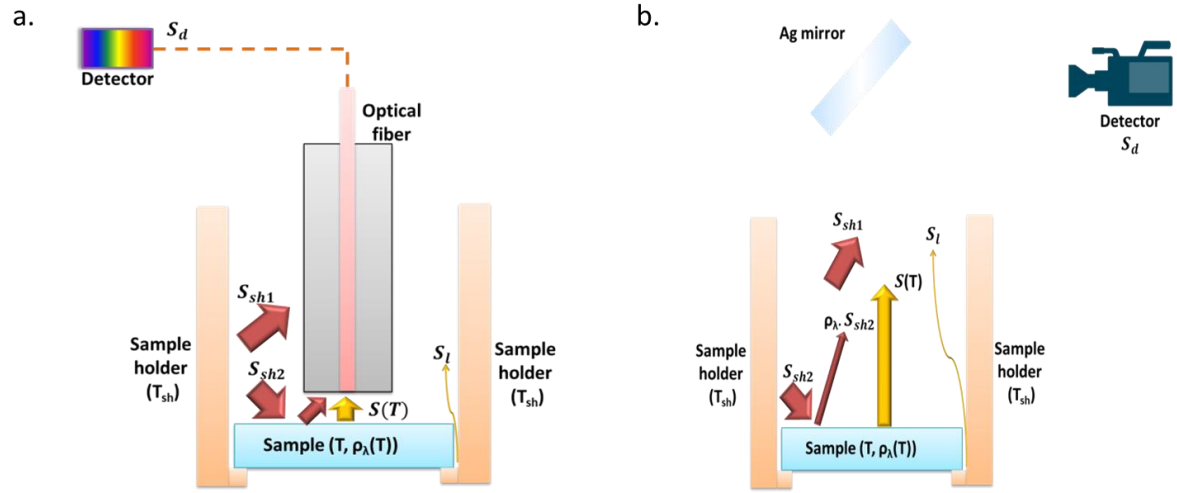 a.
S_d
Detector
Optical
fiber
S_sh1
Sample
holder
(T_sh)
S_sh2
S_l
Sample
holder
(T_sh)
S(T)
Sample (T, ρ_λ(T))
b.
Ag mirror
Detector
S_d
S_sh1
S_l
S(T)
ρ_λ.S_sh2
Sample
holder
(T_sh)
S_sh2
Sample
holder
(T_sh)
Sample (T, ρ_λ(T))